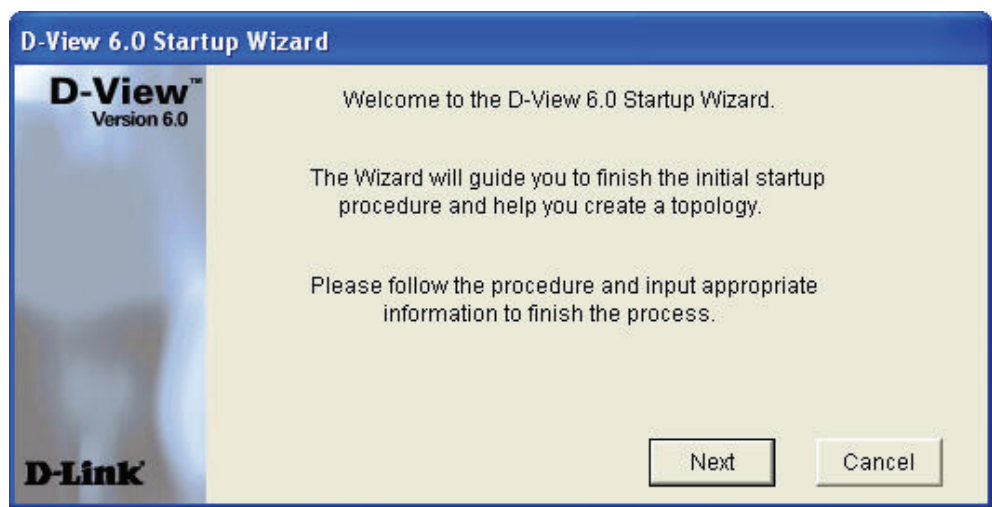 D-View 6.0 Startup Wizard
D-View™
Version 6.0
Welcome to the D-View 6.0 Startup Wizard.
The Wizard will guide you to finish the initial startup
procedure and help you create a topology.
Please follow the procedure and input appropriate
information to finish the process.
D-Link
Next
Cancel